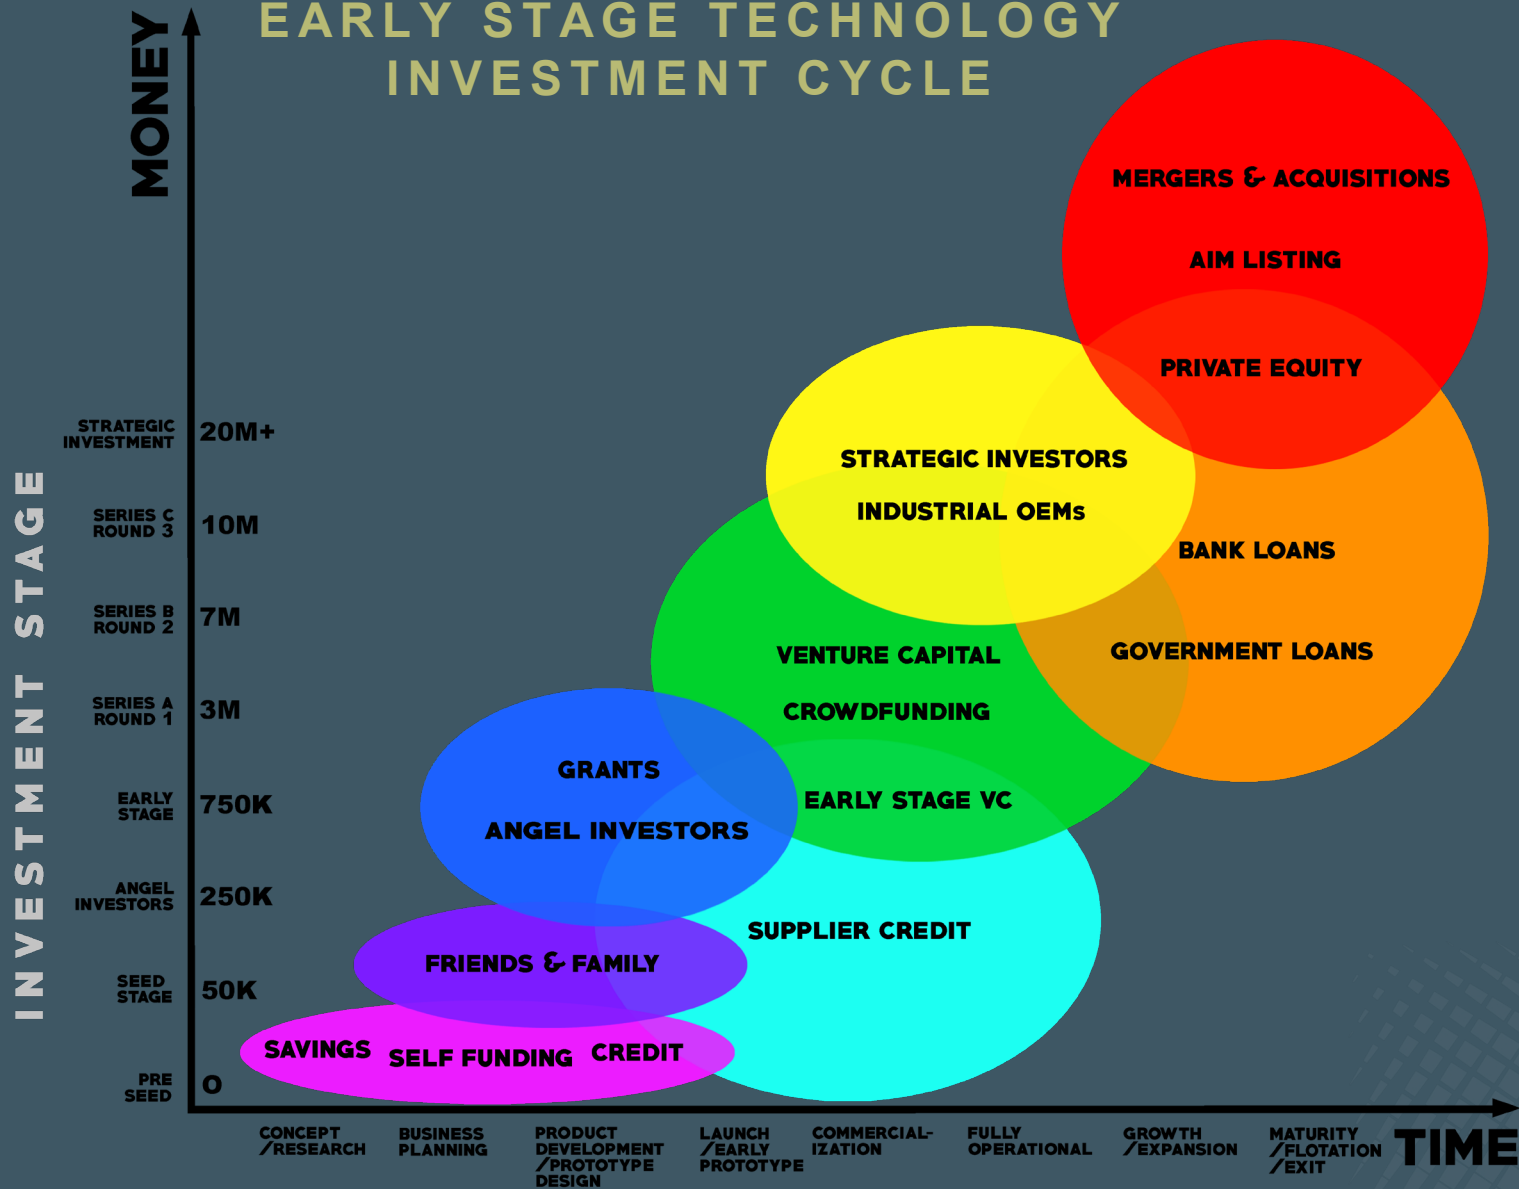 EARLY STAGE TECHNOLOGY
INVESTMENT CYCLE
MONEY
INVESTMENT STAGE
MERGERS & ACQUISITIONS
AIM LISTING
PRIVATE EQUITY
STRATEGIC INVESTORS
INDUSTRIAL OEMs
BANK LOANS
GOVERNMENT LOANS
VENTURE CAPITAL
CROWDFUNDING
EARLY STAGE VC
GRANTS
ANGEL INVESTORS
SUPPLIER CREDIT
FRIENDS & FAMILY
SAVINGS
SELF FUNDING
CREDIT
STRATEGIC
INVESTMENT
20M+
SERIES C
ROUND 3
10M
SERIES B
ROUND 2
7M
SERIES A
ROUND 1
3M
EARLY
STAGE
750K
ANGEL
INVESTORS
250K
SEED
STAGE
50K
PRE
SEED
0
CONCEPT
/RESEARCH
BUSINESS
PLANNING
PRODUCT
DEVELOPMENT
/PROTOTYPE
DESIGN
LAUNCH
/EARLY
PROTOTYPE
COMMERCIAL-
IZATION
FULLY
OPERATIONAL
GROWTH
/EXPANSION
MATURITY
/FLOTATION
/EXIT
TIME